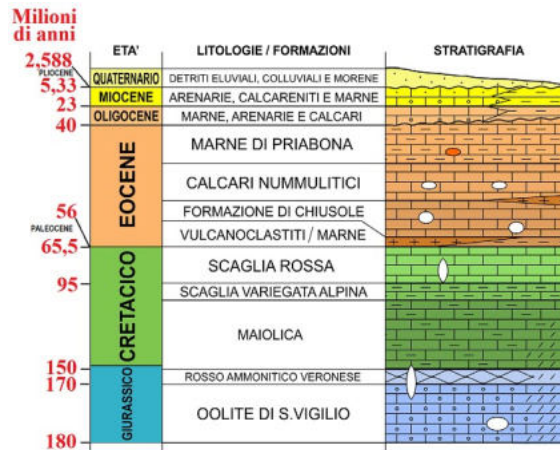 Milioni
di anni
ETA' LITOLOGIE / FORMAZIONI STRATIGRAFIA
2,588
PLIOCENE
QUATERNARIO DETRITI ELUVIALI, COLLUVIALI E MORENE
5,33
MIOCENE ARENARIE, CALCARENITI E MARNE
23
OLIGOCENE MARNE, ARENARIE E CALCARI
40
EOCENE
MARNE DI PRIABONA
CALCARI NUMMULITICI
56
FORMAZIONE DI CHIUSOLE
PALEOCENE
VULCANOCLASTITI / MARNE
65,5
CRETACICO
SCAGLIA ROSSA
95
SCAGLIA VARIEGATA ALPINA
MAIOLICA
150
GIURASSICO
ROSSO AMMONITICO VERONESE
170
OOLITE DI S.VIGILIO
180